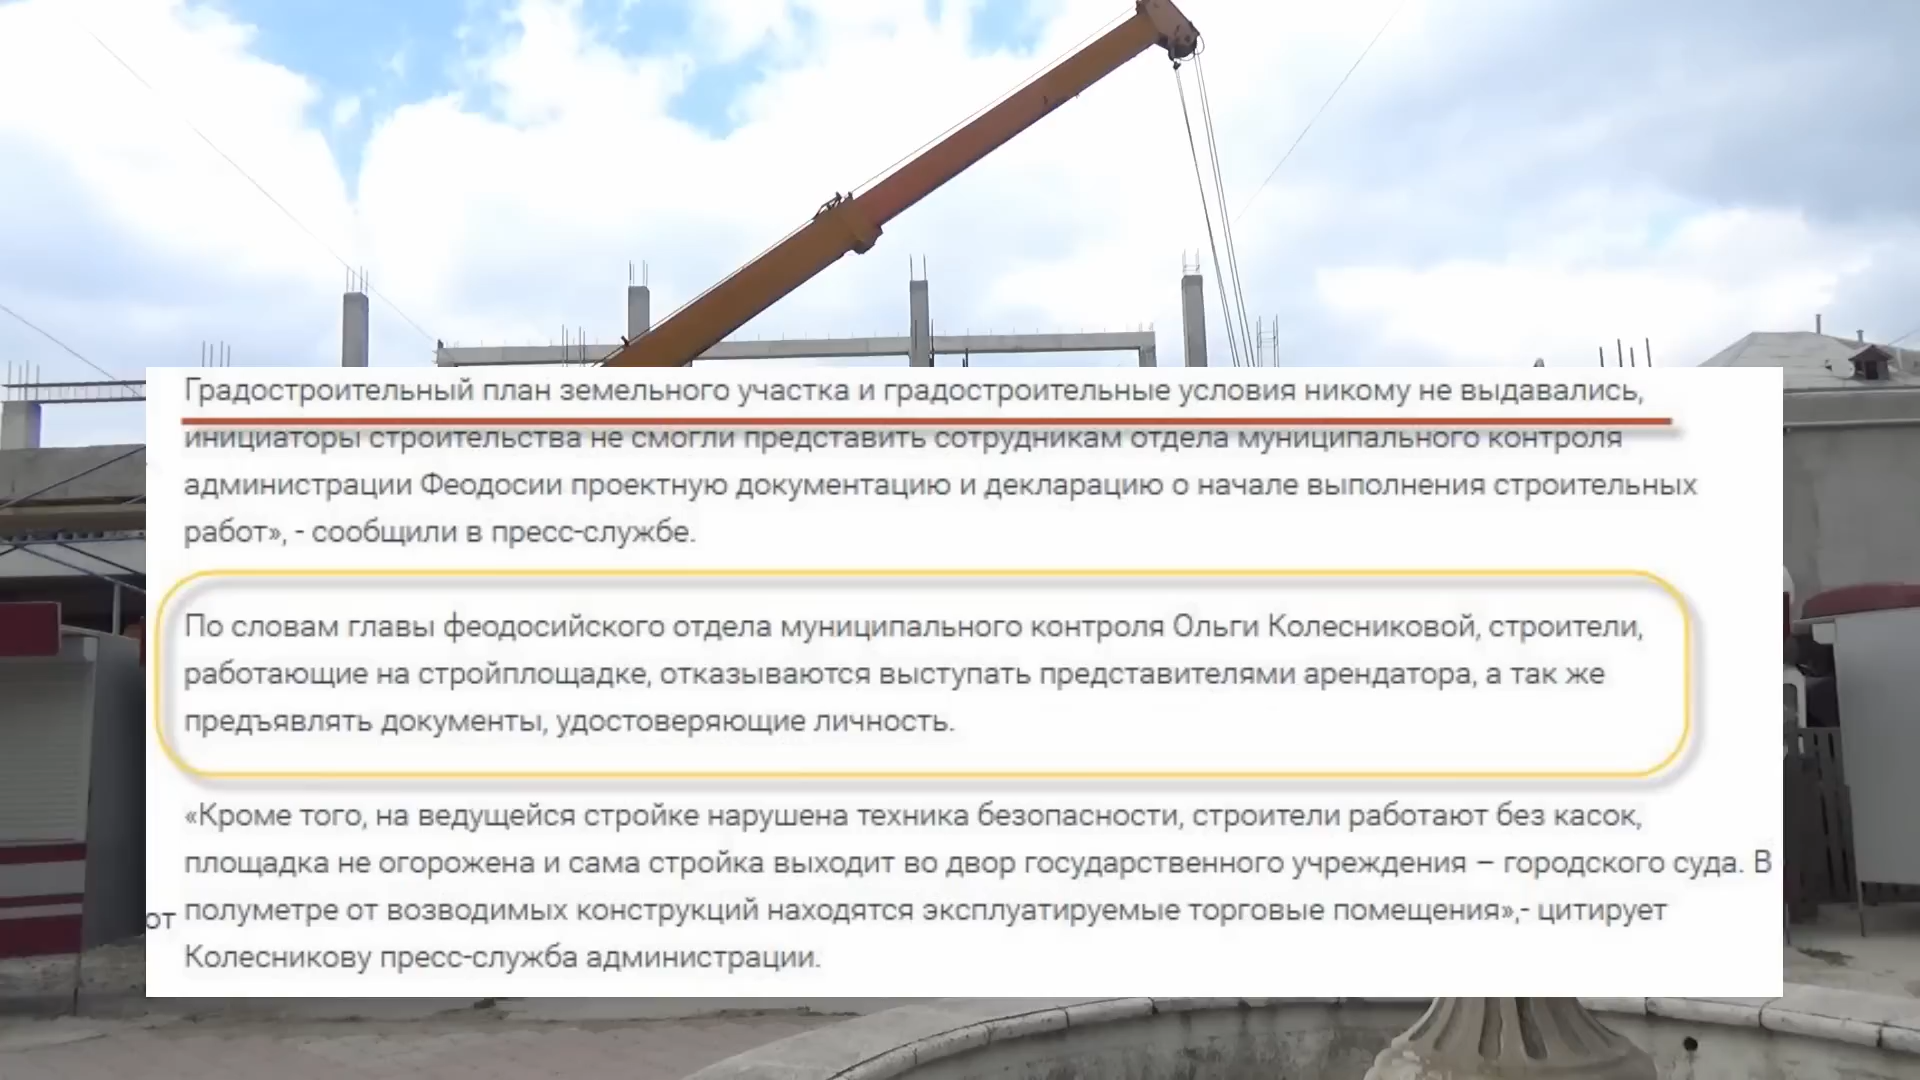 Градостроительный план земельного участка и градостроительные условия никому не выдавались,
инициаторы строительства не смогли представить сотрудникам отдела муниципального контроля
администрации Феодосии проектную документацию и декларацию о начале выполнения строительных
работ», - сообщили в пресс-службе.
По словам главы феодосийского отдела муниципального контроля Ольги Колесниковой, строители,
работающие на стройплощадке, отказываются выступать представителями арендатора, а так же
предъявлять документы, удостоверяющие личность.
«Кроме того, на ведущейся стройке нарушена техника безопасности, строители работают без касок,
площадка не огорожена и сама стройка выходит во двор государственного учреждения – городского суда. В
от полуметре от возводимых конструкций находятся эксплуатируемые торговые помещения»,- цитирует
Колесникову пресс-служба администрации.